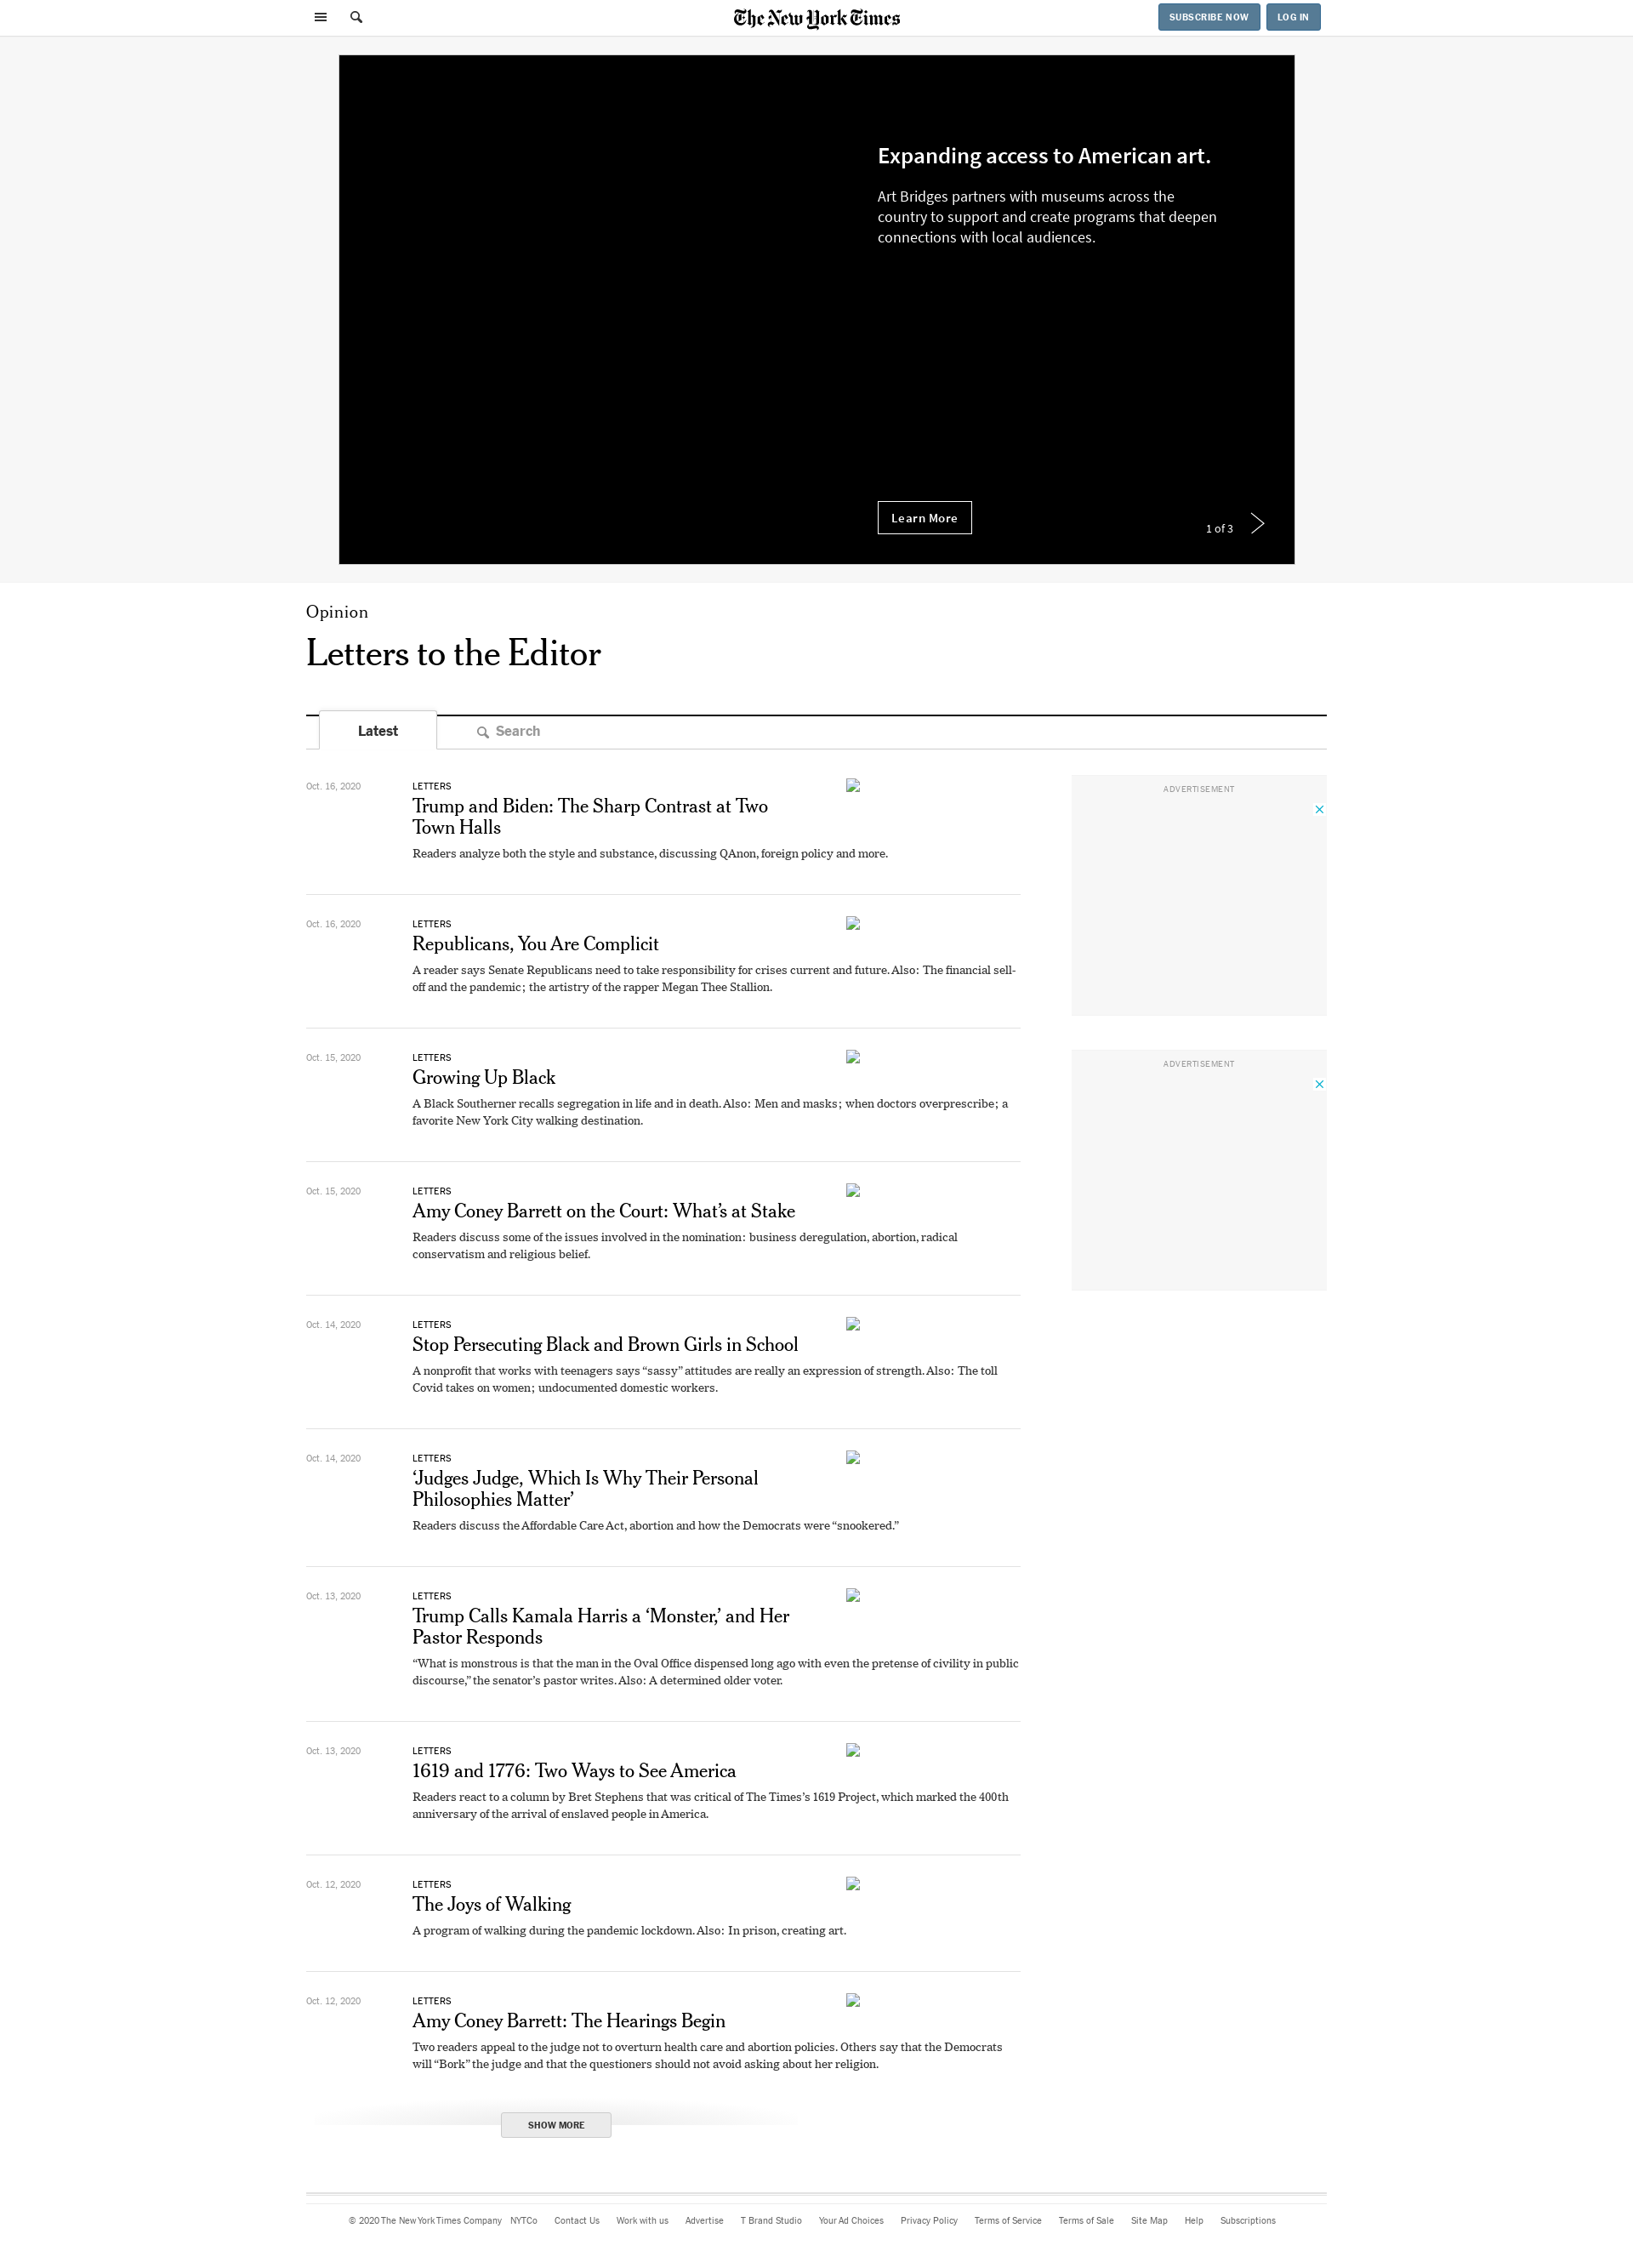 The New York Times
SUBSCRIBE NOW
LOG IN
Expanding access to American art.
Art Bridges partners with museums across the
country to support and create programs that deepen
connections with local audiences.
Learn More
1 of 3
Opinion
Letters to the Editor
Latest
Search
Oct. 16, 2020
LETTERS
Trump and Biden: The Sharp Contrast at Two
Town Halls
Readers analyze both the style and substance, discussing QAnon, foreign policy and more.
ADVERTISEMENT
Oct. 16, 2020
LETTERS
Republicans, You Are Complicit
A reader says Senate Republicans need to take responsibility for crises current and future. Also: The financial sell-
off and the pandemic; the artistry of the rapper Megan Thee Stallion.
Oct. 15, 2020
LETTERS
Growing Up Black
A Black Southerner recalls segregation in life and in death. Also: Men and masks; when doctors overprescribe; a
favorite New York City walking destination.
ADVERTISEMENT
Oct. 15, 2020
LETTERS
Amy Coney Barrett on the Court: What’s at Stake
Readers discuss some of the issues involved in the nomination: business deregulation, abortion, radical
conservatism and religious belief.
Oct. 14, 2020
LETTERS
Stop Persecuting Black and Brown Girls in School
A nonprofit that works with teenagers says “sassy” attitudes are really an expression of strength. Also: The toll
Covid takes on women; undocumented domestic workers.
Oct. 14, 2020
LETTERS
‘Judges Judge, Which Is Why Their Personal
Philosophies Matter’
Readers discuss the Affordable Care Act, abortion and how the Democrats were “snookered.”
Oct. 13, 2020
LETTERS
Trump Calls Kamala Harris a ‘Monster,’ and Her
Pastor Responds
“What is monstrous is that the man in the Oval Office dispensed long ago with even the pretense of civility in public
discourse,” the senator’s pastor writes. Also: A determined older voter.
Oct. 13, 2020
LETTERS
1619 and 1776: Two Ways to See America
Readers react to a column by Bret Stephens that was critical of The Times’s 1619 Project, which marked the 400th
anniversary of the arrival of enslaved people in America.
Oct. 12, 2020
LETTERS
The Joys of Walking
A program of walking during the pandemic lockdown. Also: In prison, creating art.
Oct. 12, 2020
LETTERS
Amy Coney Barrett: The Hearings Begin
Two readers appeal to the judge not to overturn health care and abortion policies. Others say that the Democrats
will “Bork” the judge and that the questioners should not avoid asking about her religion.
SHOW MORE
© 2020 The New York Times Company NYTCo Contact Us Work with us Advertise T Brand Studio Your Ad Choices Privacy Policy Terms of Service Terms of Sale Site Map Help Subscriptions